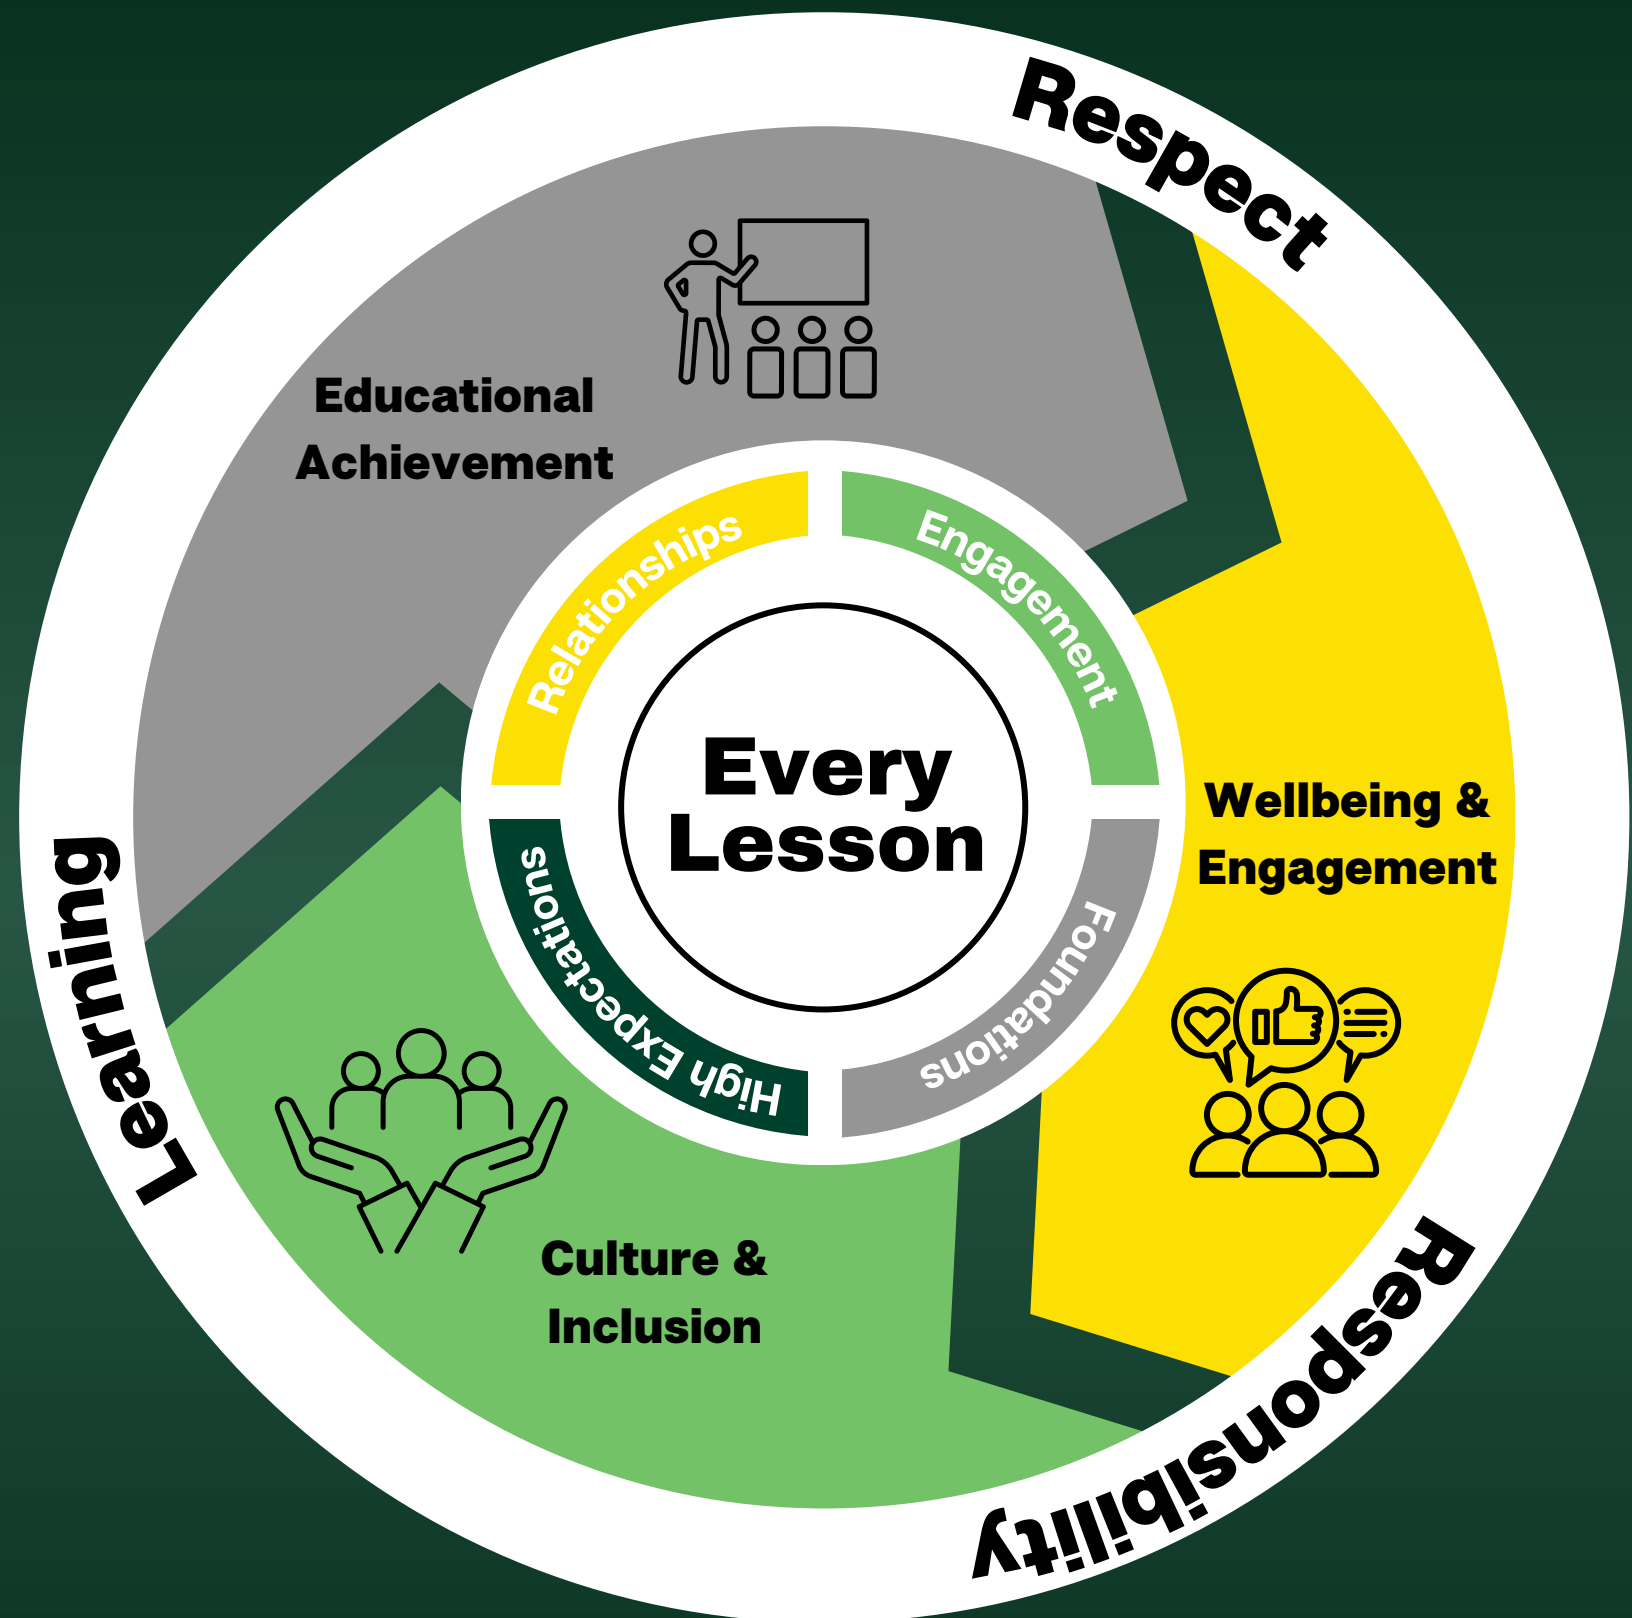 Respect
Responsibility
Learning
Educational
Achievement
Wellbeing &
Engagement
Culture &
Inclusion
Relationships
Engagement
Foundations
High Expectations
Every
Lesson